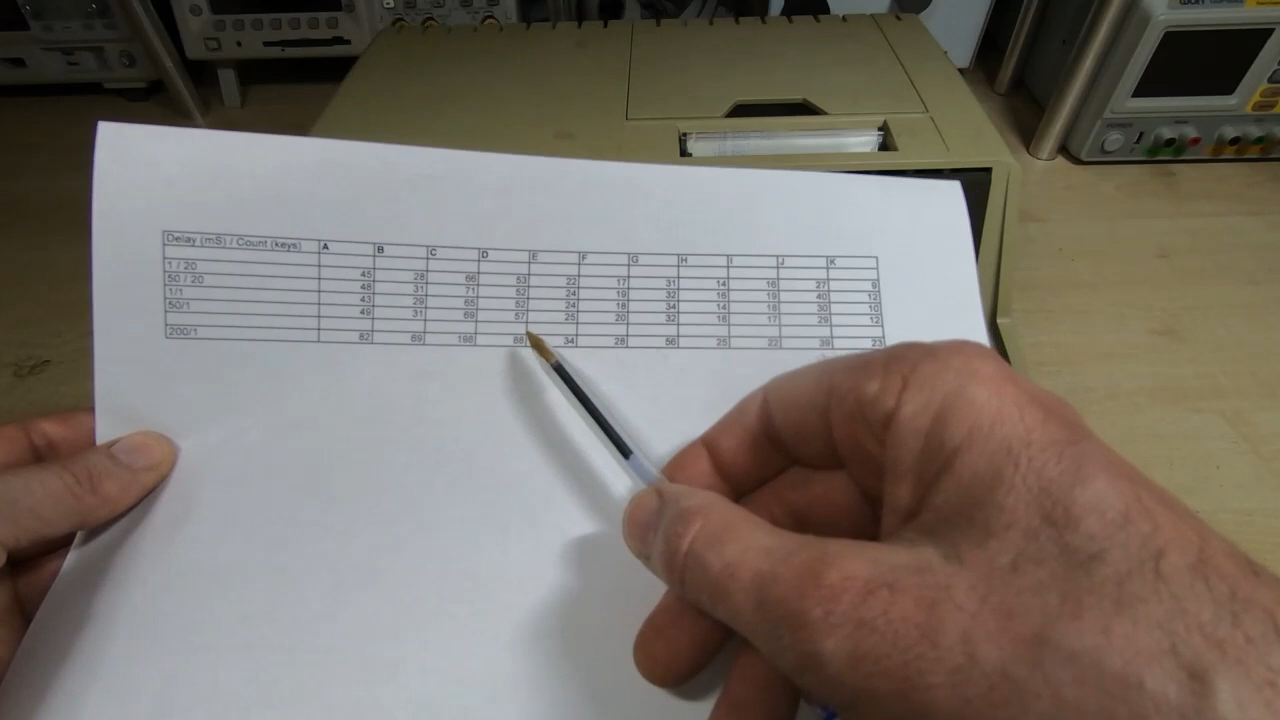 Delay (mS) / Count (keys) A B C D E F G H I J K
1 / 20 45 28 66 53 22 17 31 14 16 27 9
50 / 20 48 31 71 52 24 19 32 16 19 40 12
1/1 43 29 65 52 24 18 34 14 18 30 10
50/1 49 31 69 57 25 20 32 16 17 29 12
200/1 82 69 198 88 34 28 56 25 22 39 23